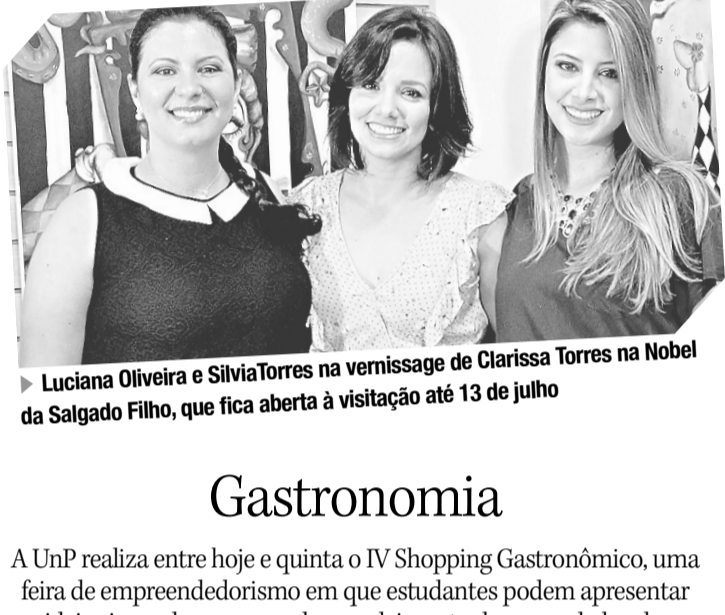 Luciana Oliveira e SilviaTorres na vernissage de Clarissa Torres na Nobel
da Salgado Filho, que fica aberta à visitação até 13 de julho
Gastronomia
A UnP realiza entre hoje e quinta o IV Shopping Gastronômico, uma
feira de empreendedorismo em que estudantes podem apresentar